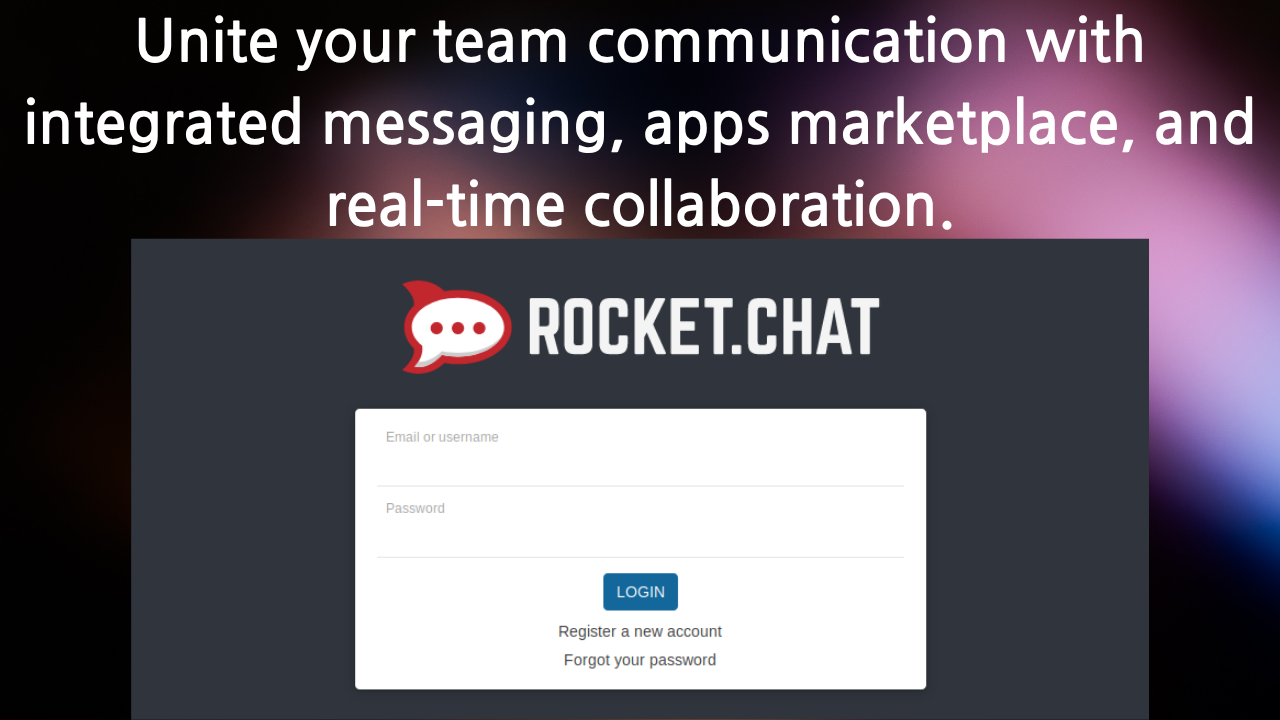 Unite your team communication with
integrated messaging, apps marketplace, and
real-time collaboration.
ROCKET.CHAT
Email or username
Password
LOGIN
Register a new account
Forgot your password